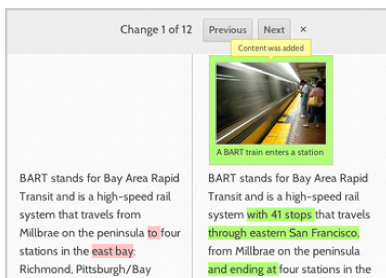 Change 1 of 12 Previous Next ×
Content was added
A BART train enters a station
BART stands for Bay Area Rapid
Transit and is a high-speed rail
system that travels from
Millbrae on the peninsula to four
stations in the east bay:
Richmond, Pittsburgh/Bay
BART stands for Bay Area Rapid
Transit and is a high-speed rail
system with 41 stops that travels
through eastern San Francisco,
from Millbrae on the peninsula
and ending at four stations in the